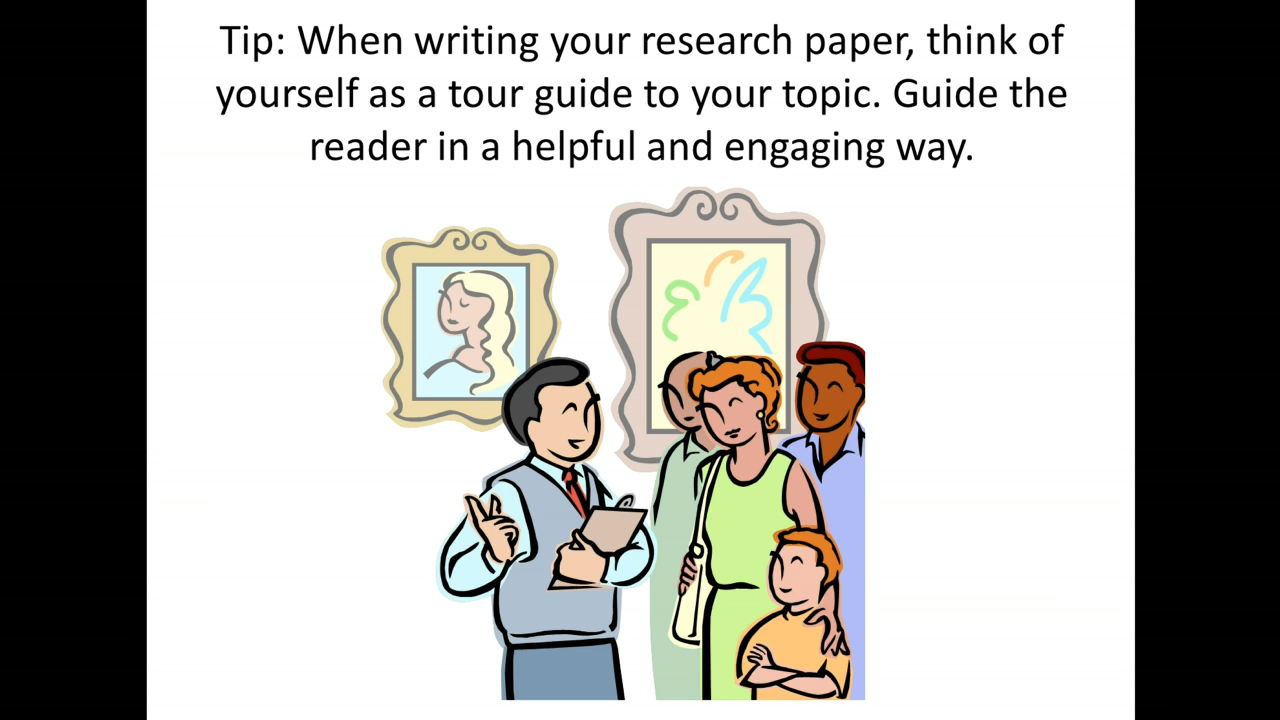 Tip: When writing your research paper, think of
yourself as a tour guide to your topic. Guide the
reader in a helpful and engaging way.